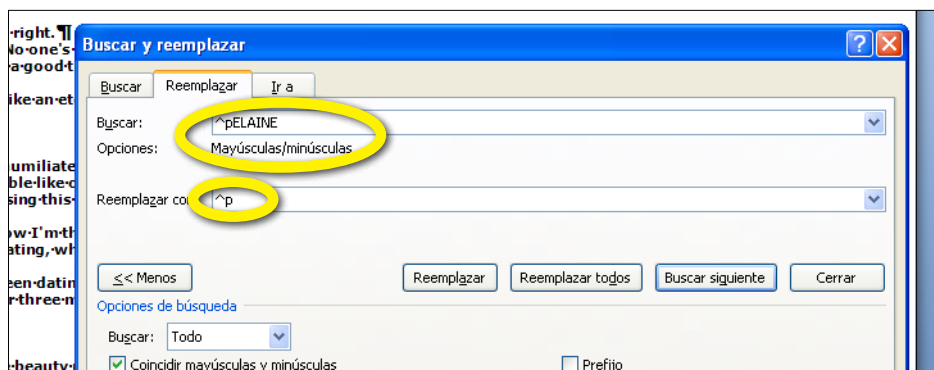 ·right.¶
No·one's·
a·good·t
ike·an·et
umiliate
ble·like·
sing·this·
ow·I'm·th
ating,·wh
een·datin
r·three·
·beauty·
Buscar y reemplazar
Buscar Reemplazar Ir a
Buscar: ^pELAINE
Opciones: Mayúsculas/minúsculas
Reemplazar co ^p
<< Menos Reemplazar Reemplazar todos Buscar siguiente Cerrar
Opciones de búsqueda
Buscar: Todo
Coincidir mayúsculas y minúsculas Prefijo